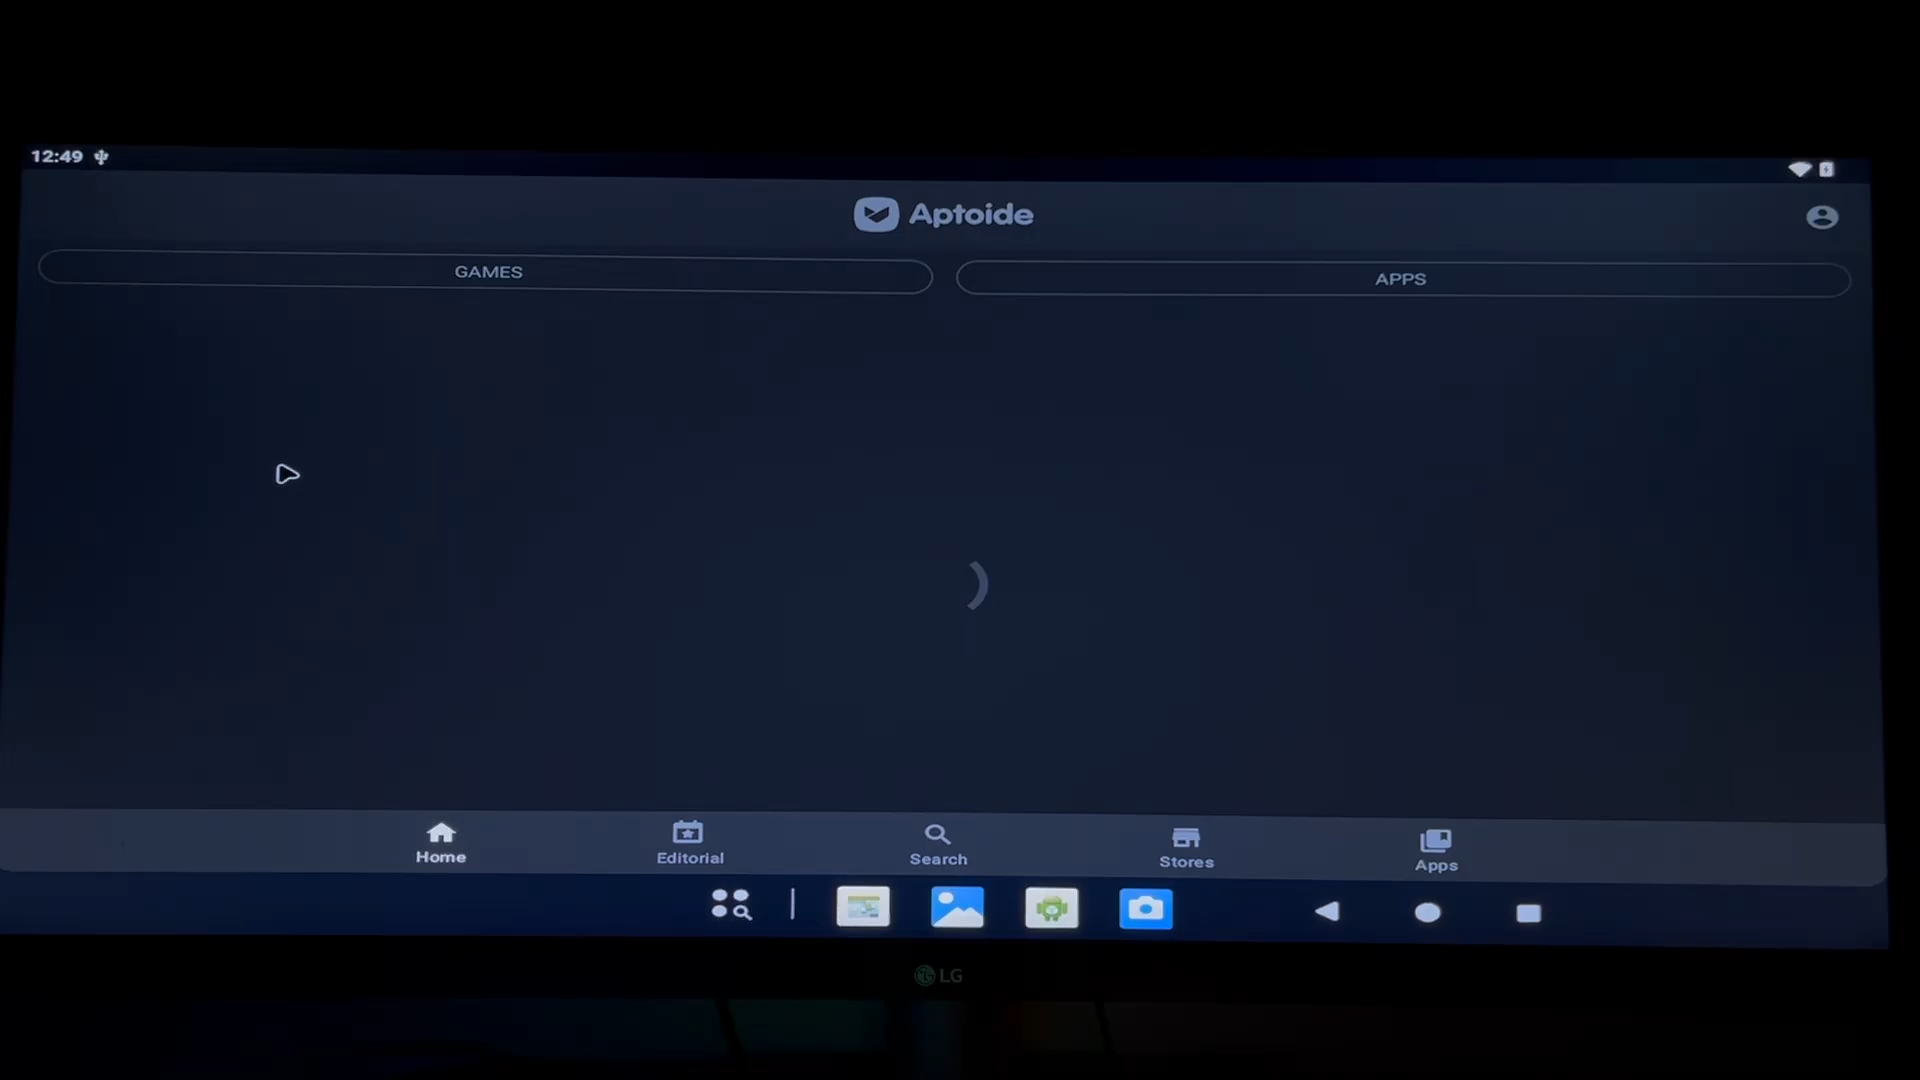 12:49
Aptoide
GAMES
APPS
Home
Editorial
Search
Stores
Apps
LG